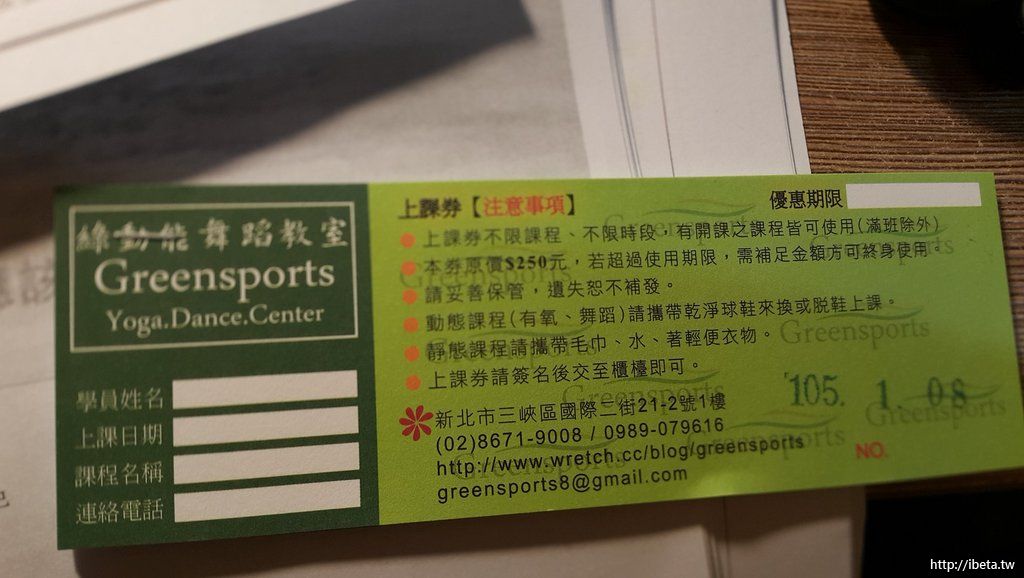 綠動能舞蹈教室
Greensports
Yoga.Dance.Center
學員姓名
上課日期
課程名稱
連絡電話
上課券【注意事項】
優惠期限
上課券不限課程、不限時段，有開課之課程皆可使用(滿班除外)
本券原價$250元，若超過使用期限，需補足金額方可終身使用
請妥善保管，遺失恕不補發。
動態課程(有氧、舞蹈)請攜帶乾淨球鞋來換或脫鞋上課。
靜態課程請攜帶毛巾、水、著輕便衣物。
上課券請簽名後交至櫃檯即可。
新北市三峽區國際二街21-2號1樓
(02)8671-9008 / 0989-079616
http://www.wretch.cc/blog/greensports
greensports8@gmail.com
105. 1. 08
NO.
Greensports
Greensports
http://ibeta.tw